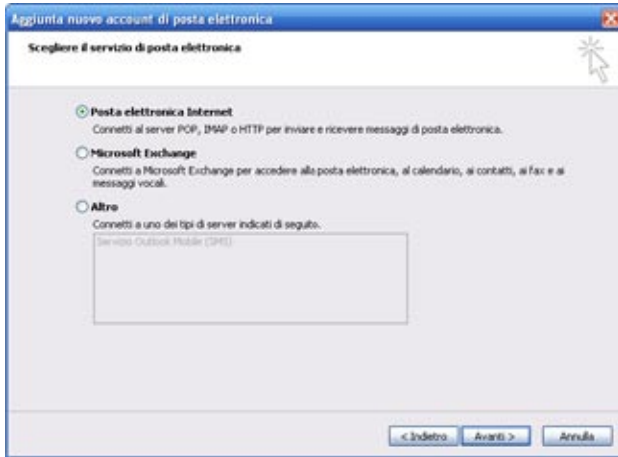 Aggiunta nuovo account di posta elettronica
Scegliere il servizio di posta elettronica
Posta elettronica Internet
Connetti al server POP, IMAP o HTTP per inviare e ricevere messaggi di posta elettronica.
Microsoft Exchange
Connetti a Microsoft Exchange per accedere alla posta elettronica, al calendario, ai contatti, ai fax e ai
messaggi vocali.
Altro
Connetti a uno dei tipi di server indicati di seguito.
Servizio Outlook Mobile (SMS)
< Indietro Avanti > Annulla